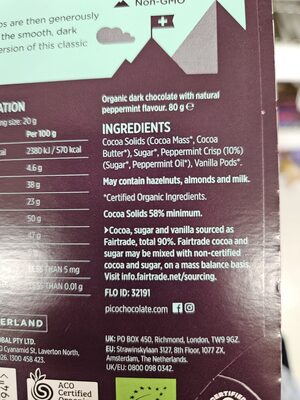 ps are then generously
the smooth, dark
ersion of this classic
Non-GMO
ATION
ng size: 20 g
Per 100 g
cal 2380 kJ / 570 kcal
4.6 g
38 g
23 g
50 g
47 g
LESS THAN 5 mg
LESS THAN 0.01 g
ERLAND
OBAL PTY LTD.
0 Cyanamid St, Laverton North,
026. 1300 458 423.
Organic dark chocolate with natural
peppermint flavour. 80 g ℮
INGREDIENTS
Cocoa Solids (Cocoa Mass*, Cocoa
Butter*), Sugar*, Peppermint Crisp (10%)
(Sugar*, Peppermint Oil*), Vanilla Pods*.
May contain hazelnuts, almonds and milk.
*Certified Organic Ingredients.
Cocoa Solids 58% minimum.
Cocoa, sugar and vanilla sourced as
Fairtrade, total 90%. Fairtrade cocoa and
sugar may be mixed with non-certified
cocoa and sugar, on a mass balance basis.
Visit info.fairtrade.net/sourcing.
FLO ID: 32191
picochocolate.com
UK: PO BOX 450, Richmond, London, TW9 9GZ.
EU: Strawinskylaan 3127, 8th Floor, 1077 ZX,
Amsterdam, The Netherlands.
UK/EU: 0800 098 0342.
ACO
Certified
Organic
CERTIFIED